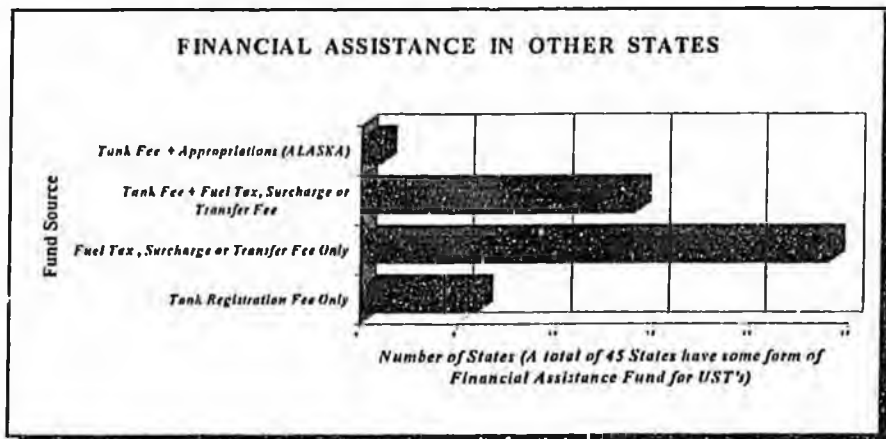 FINANCIAL ASSISTANCE IN OTHER STATES
Fund Source
Tank Fee + Appropriations (ALASKA)
Tank Fee + Fuel Tax, Surcharge or
Transfer Fee
Fuel Tax, Surcharge or Transfer Fee Only
Tank Registration Fee Only
Number of States (A total of 45 States have some form of
Financial Assistance Fund for UST's)